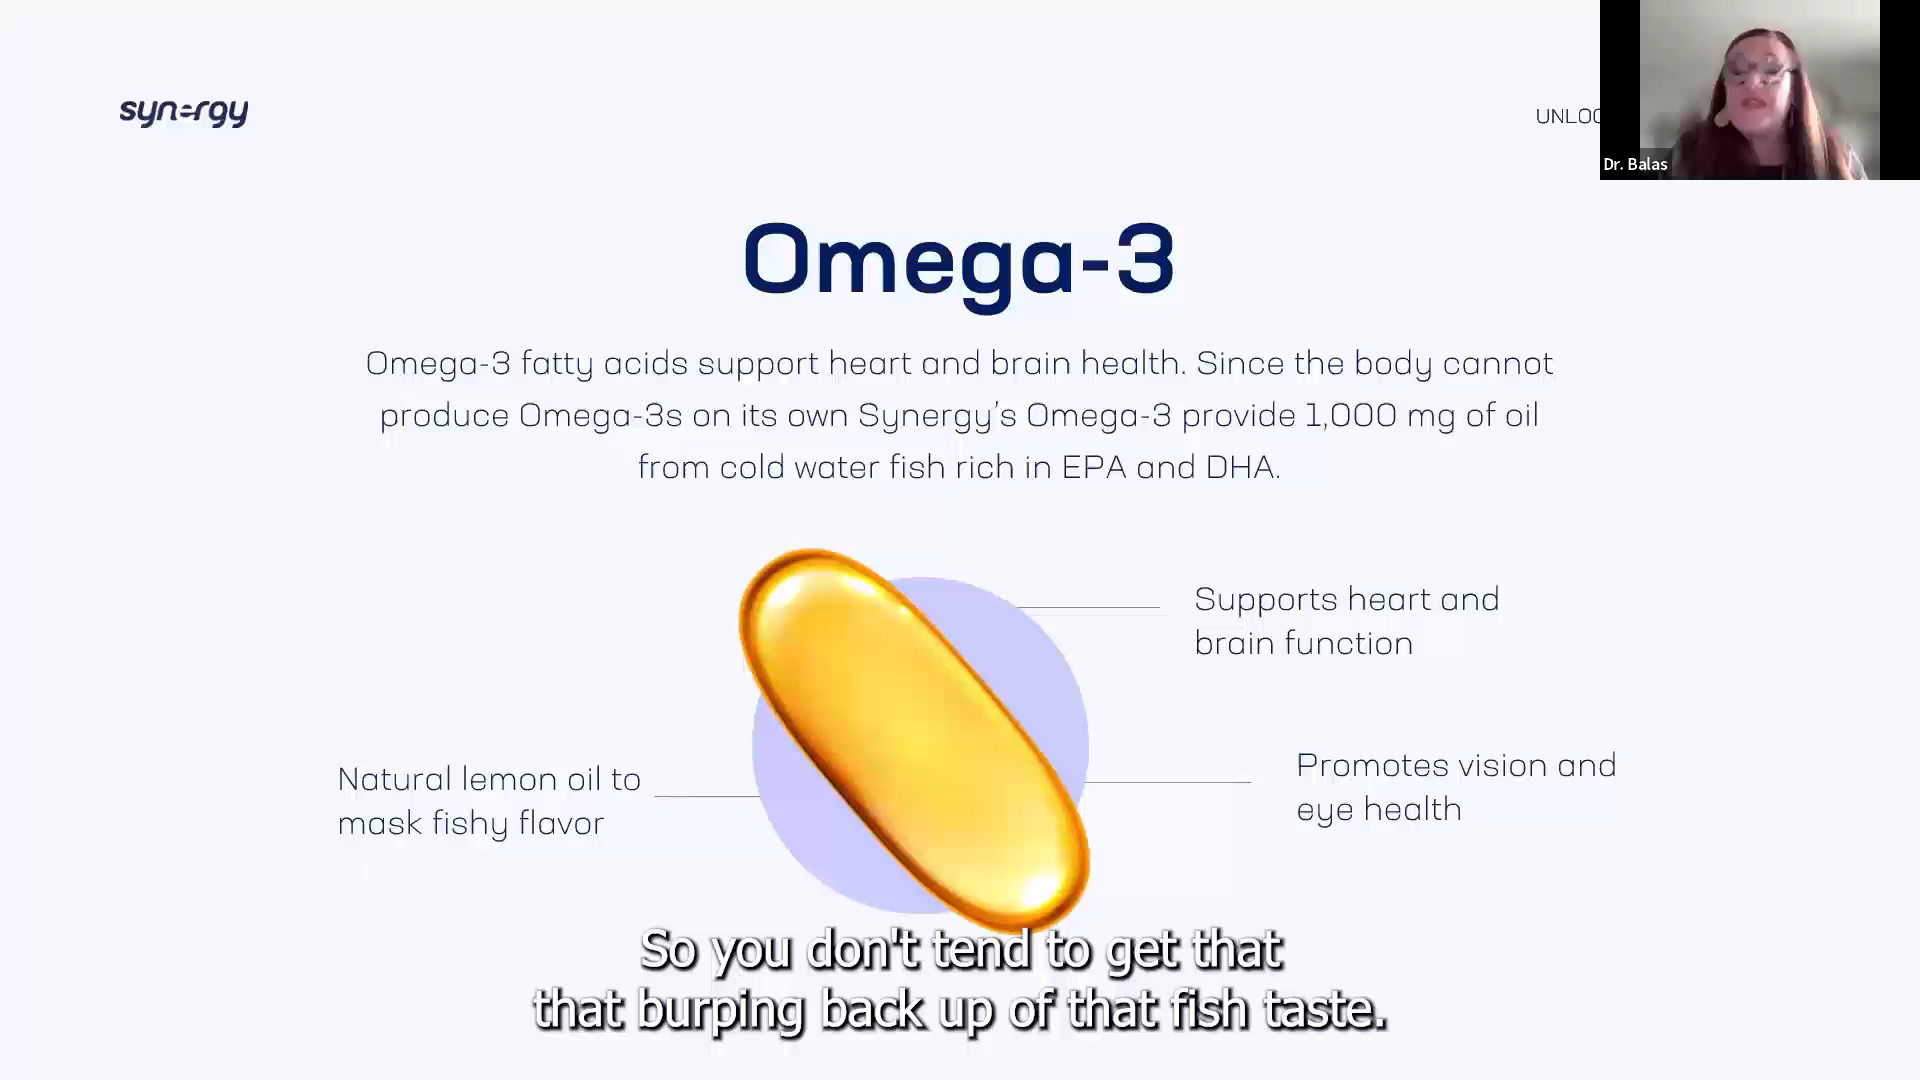 synergy
UNLOC
Dr. Balas
Omega-3
Omega-3 fatty acids support heart and brain health. Since the body cannot
produce Omega-3s on its own Synergy's Omega-3 provide 1,000 mg of oil
from cold water fish rich in EPA and DHA.
Supports heart and
brain function
Natural lemon oil to
mask fishy flavor
Promotes vision and
eye health
So you don't tend to get that
that burping back up of that fish taste.